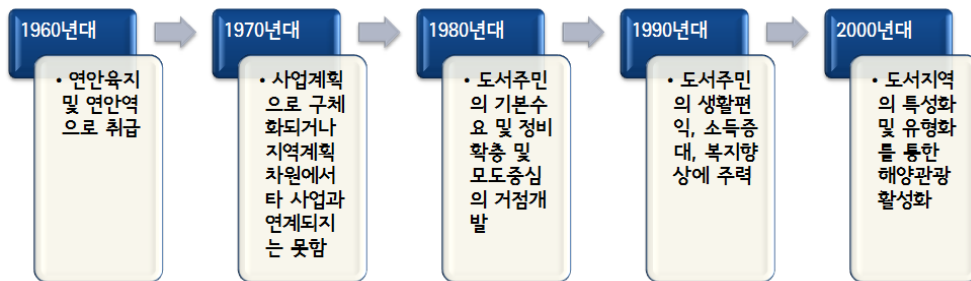 1960년대
• 연안육지
및 연안역
으로 취급
1970년대
• 사업계획
으로 구체
화되거나
지역계획
차원에서
타 사업과
연계되지
는 못함
1980년대
• 도서주민
의 기본수
요 및 정비
확충 및
모도중심
의 거점개
발
1990년대
• 도서주민
의 생활편
익, 소득증
대, 복지향
상에 주력
2000년대
• 도서지역
의 특성화
및 유형화
를 통한
해양관광
활성화